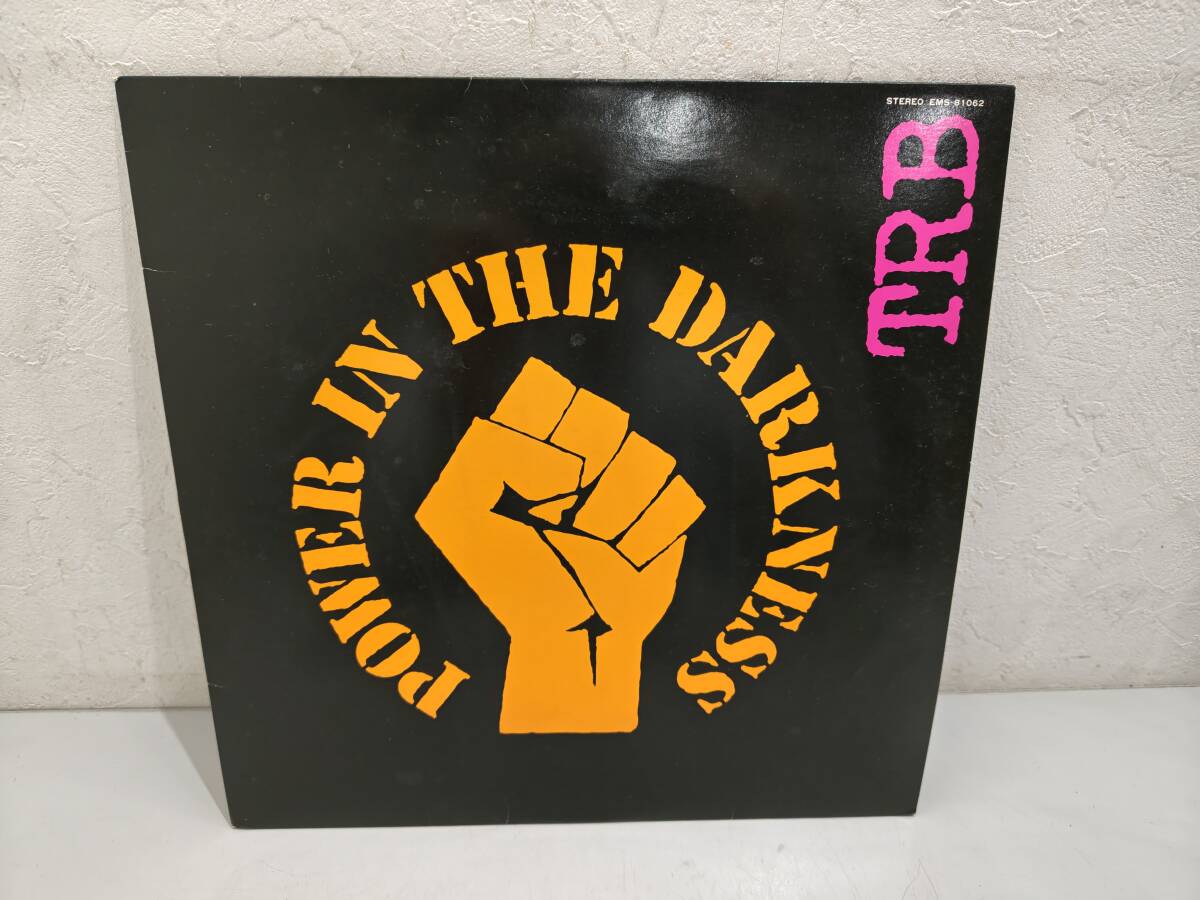 STEREO EMS-81062
TRB
POWER IN THE DARKNESS